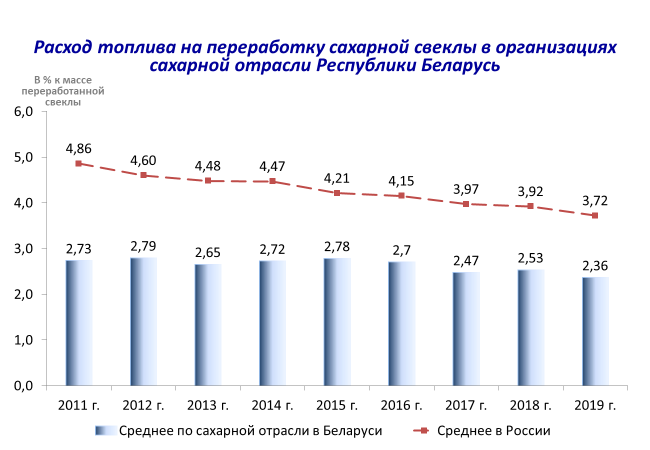 Расход топлива на переработку сахарной свеклы в организациях
сахарной отрасли Республики Беларусь
В % к массе
переработанной
свеклы
6,0
5,0
4,0
3,0
2,0
1,0
0,0
4,86
4,60
4,48
4,47
4,21
4,15
3,97
3,92
3,72
2,73
2,79
2,65
2,72
2,78
2,7
2,47
2,53
2,36
2011 г.
2012 г.
2013 г.
2014 г.
2015 г.
2016 г.
2017 г.
2018 г.
2019 г.
Среднее по сахарной отрасли в Беларуси
Среднее в России